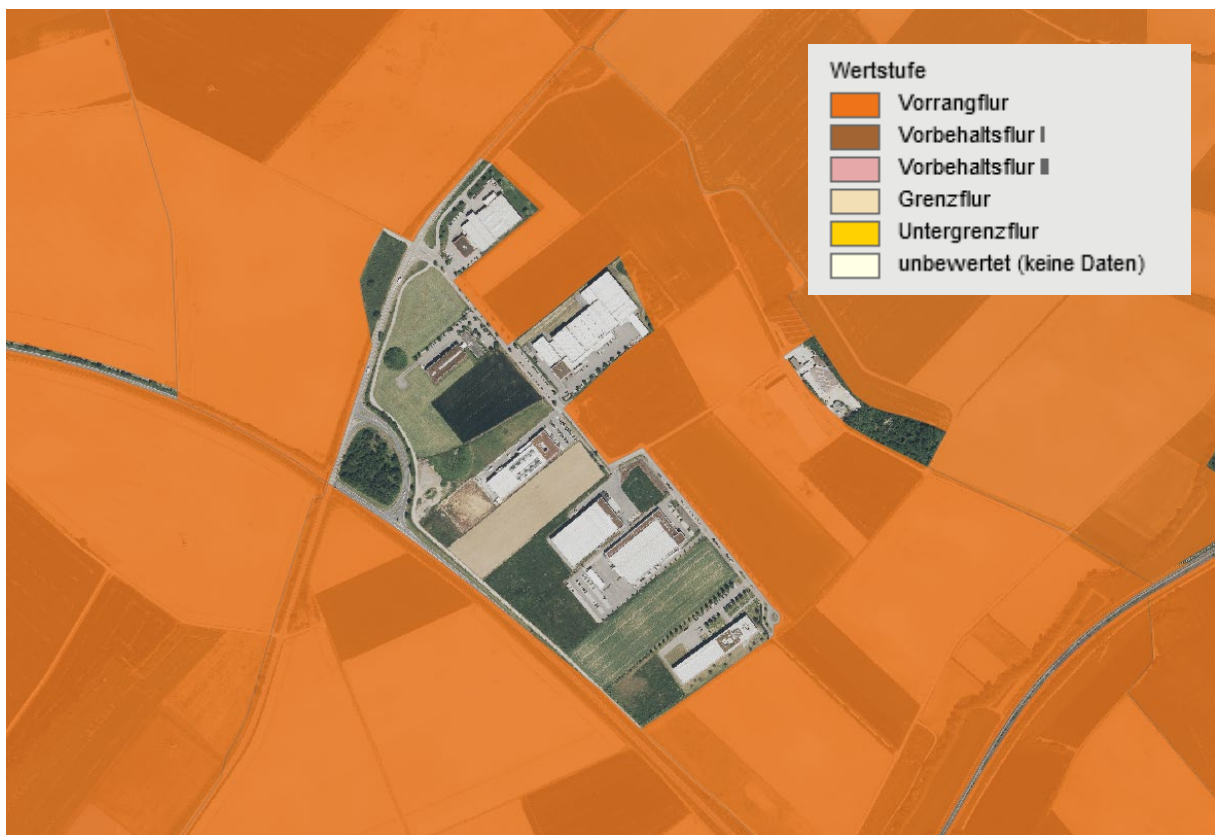 Wertstufe
Vorrangflur
Vorbehaltsflur I
Vorbehaltsflur II
Grenzflur
Untergrenzflur
unbewertet (keine Daten)